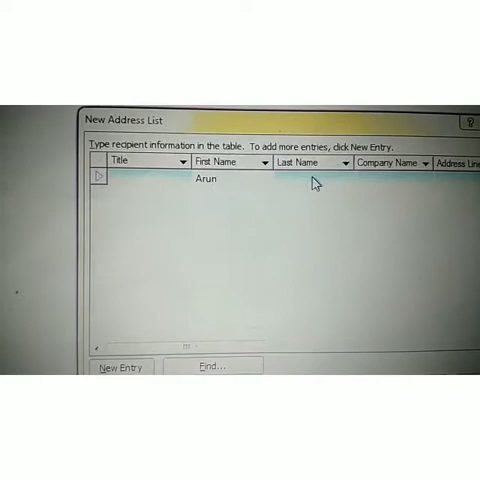 New Address List
Type recipient information in the table. To add more entries, click New Entry.
Title First Name Last Name Company Name Address Line
Arun
New Entry Find...